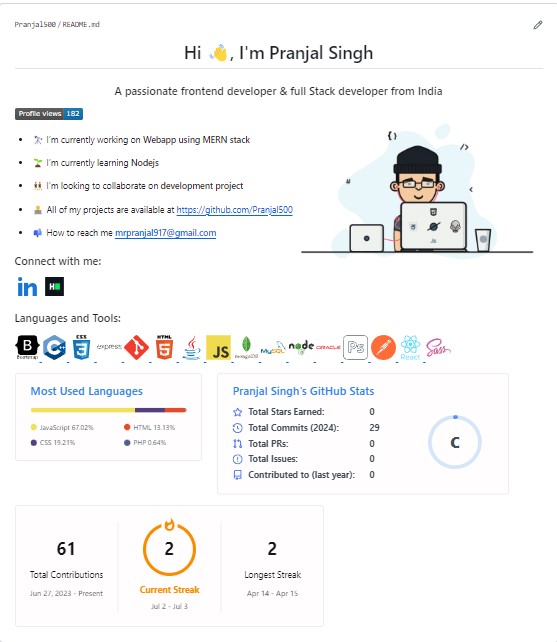 Pranjal500 / README.md
Hi 👋, I'm Pranjal Singh
A passionate frontend developer & full Stack developer from India
Profile views 182
🔭 I'm currently working on Webapp using MERN stack
🌱 I'm currently learning Nodejs
👯 I'm looking to collaborate on development project
👨‍💻 All of my projects are available at https://github.com/Pranjal500
📫 How to reach me mrpranjal917@gmail.com
{}
/>
#
<
Connect with me:
in H
Languages and Tools:
B Bootstrap C++ CSS 3 express HTML 5 Java JS mongoDB MySQL node ORACLE Ps React Sass
Most Used Languages
JavaScript 67.02% HTML 13.13%
CSS 19.21% PHP 0.64%
Pranjal Singh's GitHub Stats
Total Stars Earned: 0
Total Commits (2024): 29
Total PRs: 0
Total Issues: 0
Contributed to (last year): 0
C
61
Total Contributions
Jun 27, 2023 - Present
2
Current Streak
Jul 2 - Jul 3
2
Longest Streak
Apr 14 - Apr 15